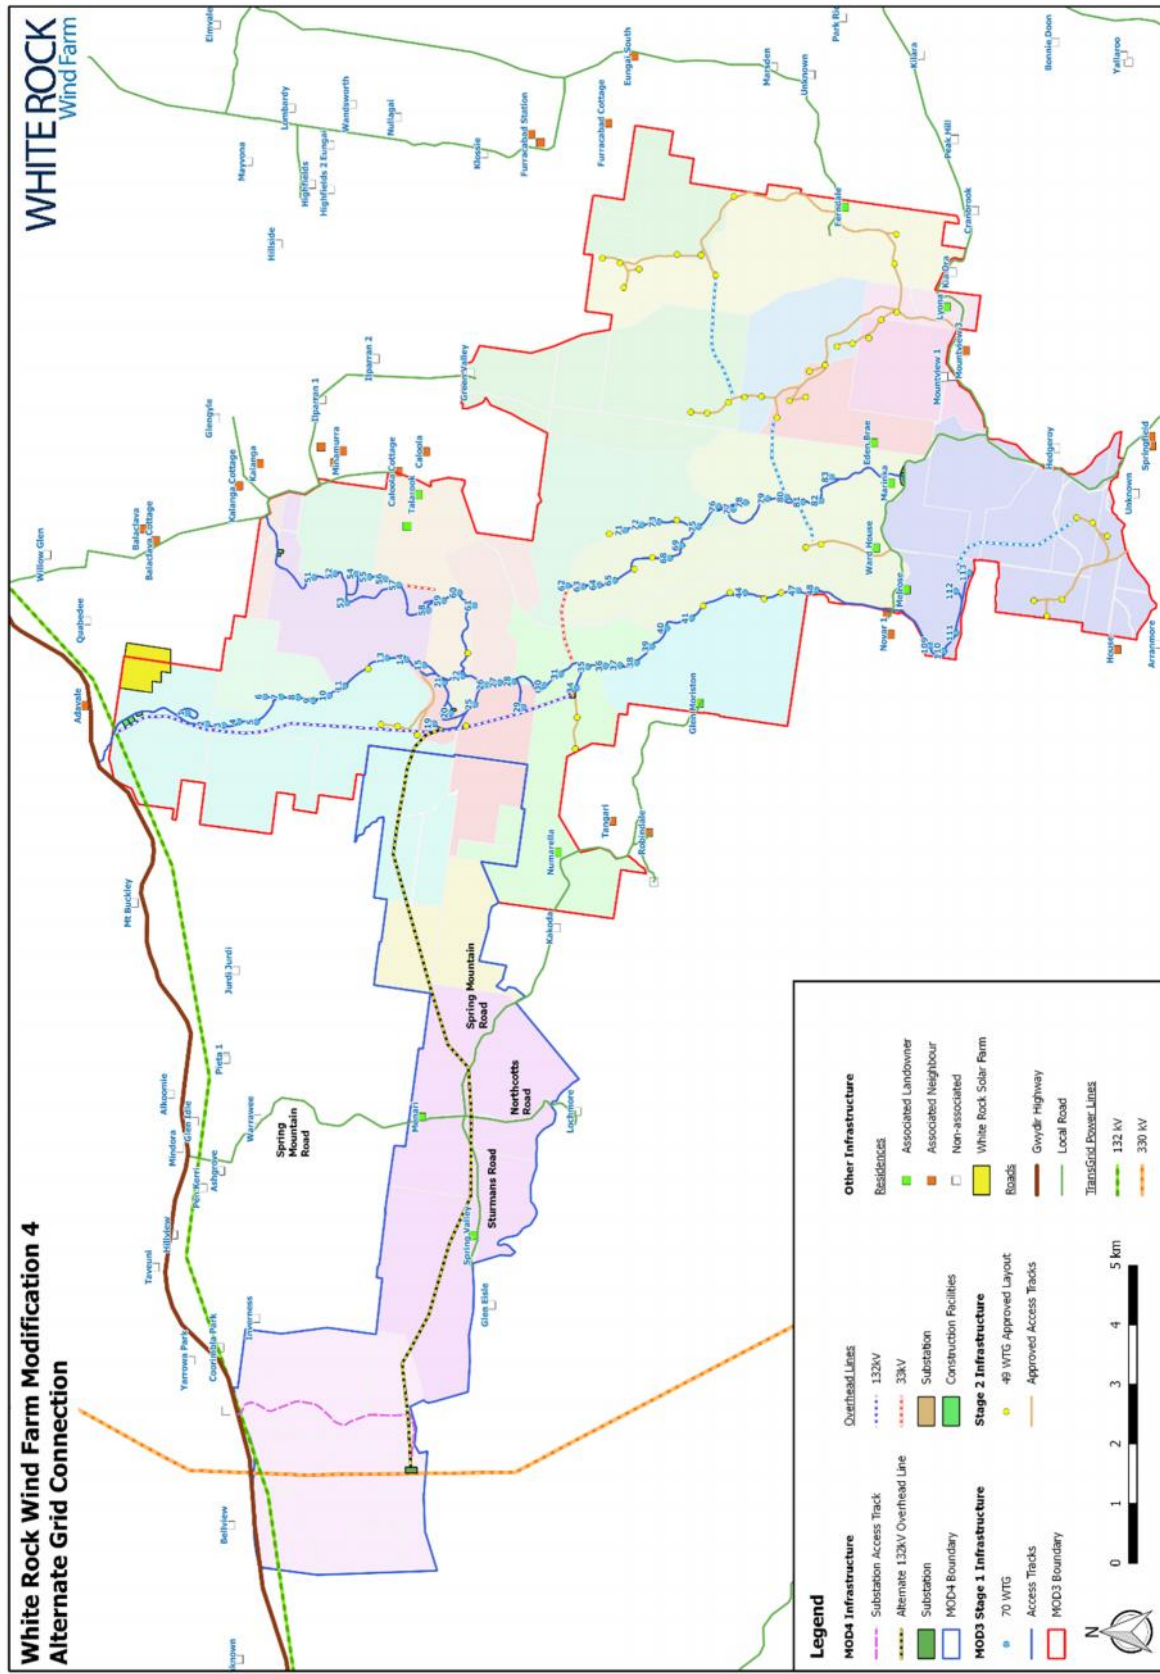 White Rock Wind Farm Modification 4
Alternate Grid Connection
WHITE ROCK
Wind Farm
Unknown
Bellview
Yarrowa Park
Coorimbla Park
Inverness
Taveuni
Hillview
Pen Kerri
Ashgrove
Mindora
Glen Idle
Alkoomie
Warrawee
Pieta 1
Jurdi Jurdi
Mt Buckley
Adavale
Quabedee
Willow Glen
Balaclava
Balaclava Cottage
Kalanga Cottage
Kalanga
Glengyle
Ilparran 1
Ilparran 2
Minamurra
Caloola Cottage
Caloola
Talarook
Green Valley
Hillside
Mayvona
Highfields
Highfields 2
Eungai
Lombardy
Elmvale
Wandsworth
Nullagai
Klossie
Furracabad Station
Furracabad Cottage
Eungai South
Marsden
Unknown
Park Ri
Kilara
Peak Hill
Bonnie Doon
Yallaroo
Cranbrook
Ferndale
Kia Ora
Lyona
Mountview 3
Mountview 1
Eden Brae
Marinka
Ward House
Melrose
Novar 1
Hedgeroy
Springfield
Unknown
House
Arranmore
Glen Moriston
Tangari
Robindale
Numarella
Kakoda
Spring Mountain
Road
Spring
Mountain
Road
Northcotts
Road
Sturmans Road
Menari
Lochmore
Spring Valley
Glen Eisle
Legend
MOD4 Infrastructure
Substation Access Track
Alternate 132kV Overhead Line
Substation
MOD4 Boundary
MOD3 Stage 1 Infrastructure
70 WTG
Access Tracks
MOD3 Boundary
Overhead Lines
132kV
33kV
Substation
Construction Facilities
Stage 2 Infrastructure
49 WTG Approved Layout
Approved Access Tracks
Other Infrastructure
Residences
Associated Landowner
Associated Neighbour
Non-associated
White Rock Solar Farm
Roads
Gwydir Highway
Local Road
TransGrid Power Lines
132 kV
330 kV
N
0 1 2 3 4 5 km